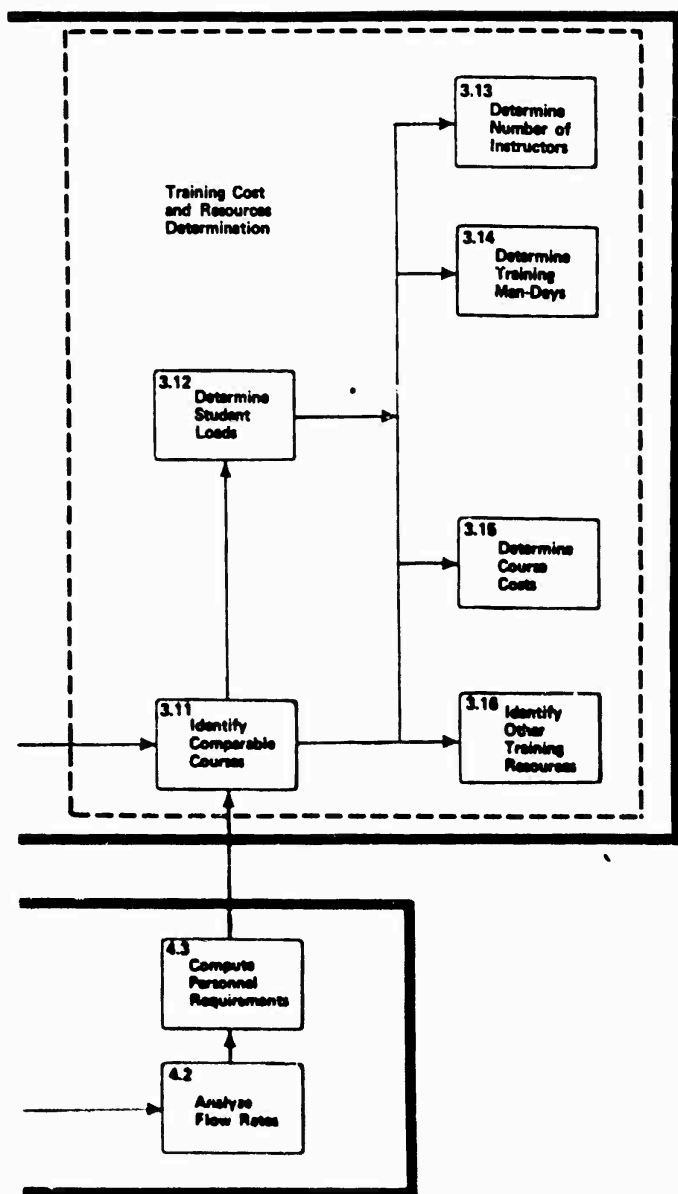 3.13
Determine
Number of
Instructors
Training Cost
and Resources
Determination
3.14
Determine
Training
Man-Days
3.12
Determine
Student
Loads
3.15
Determine
Course
Costs
3.11
Identify
Comparable
Courses
3.16
Identify
Other
Training
Resources
4.3
Compute
Personnel
Requirements
4.2
Analyze
Flow Rates